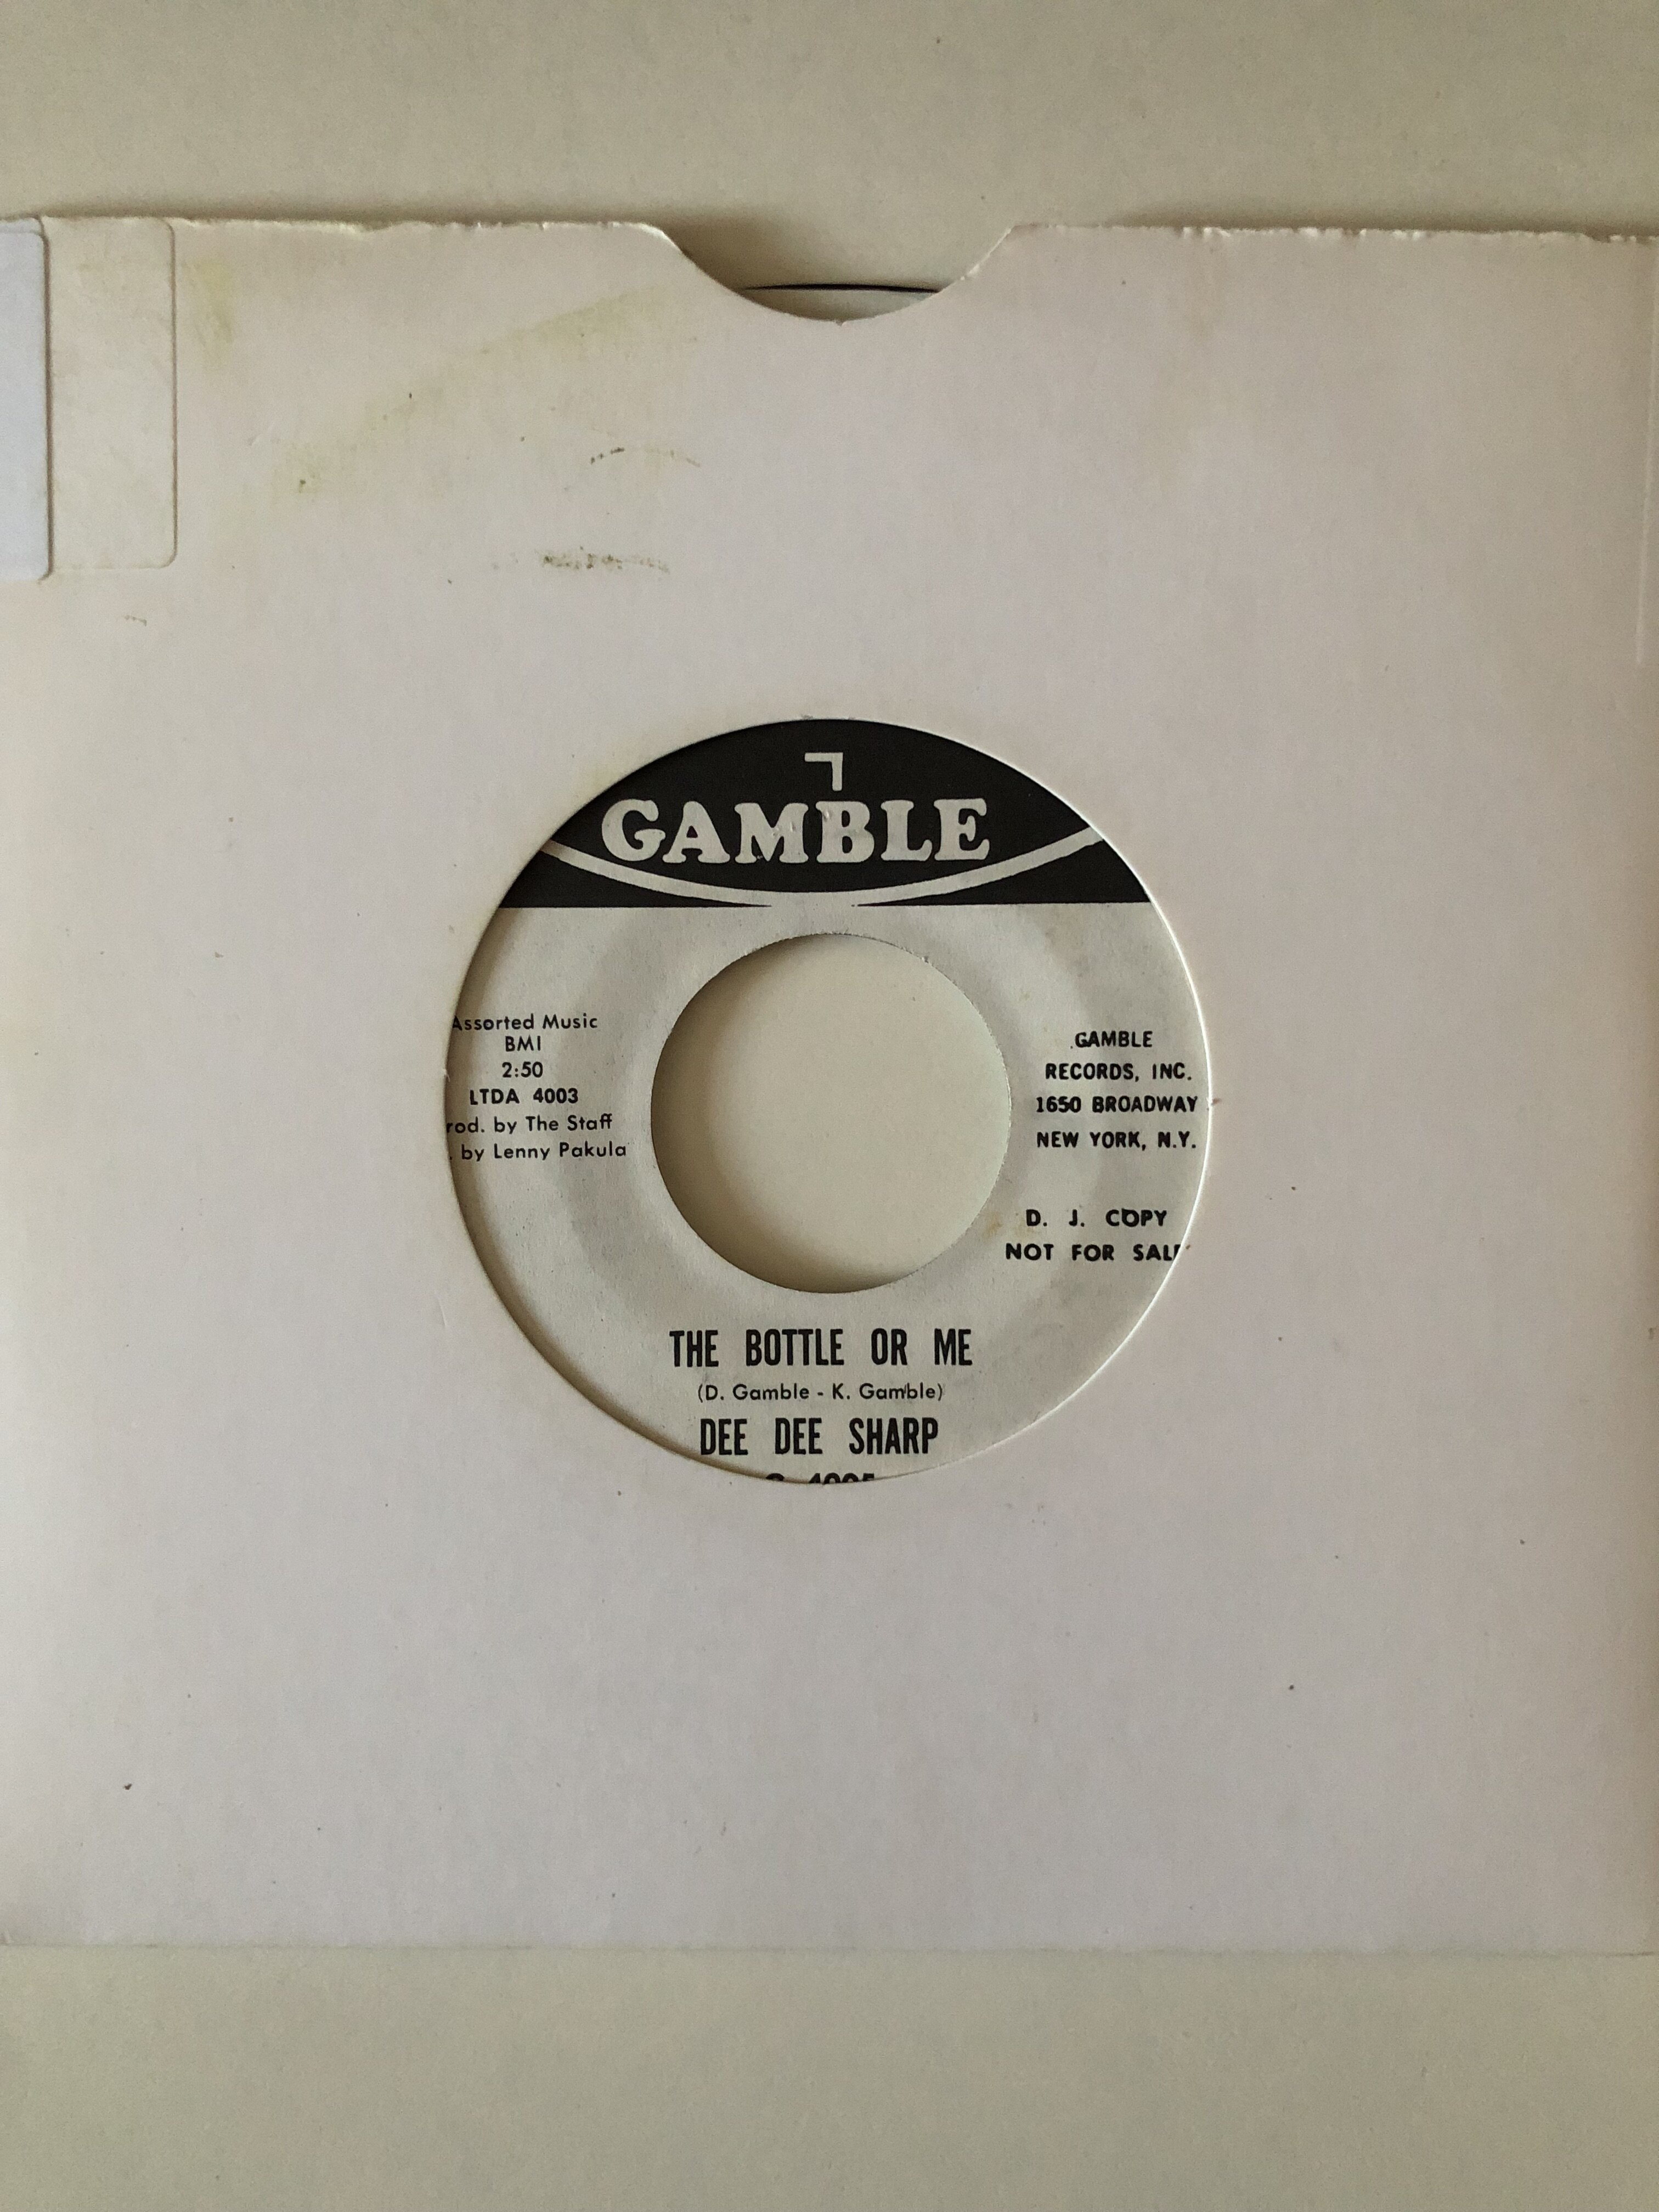 GAMBLE
Assorted Music
BMI
2:50
LTDA 4003
rod. by The Staff
. by Lenny Pakula
GAMBLE
RECORDS, INC.
1650 BROADWAY
NEW YORK, N.Y.
D. J. COPY
NOT FOR SALE
THE BOTTLE OR ME
(D. Gamble - K. Gamble)
DEE DEE SHARP